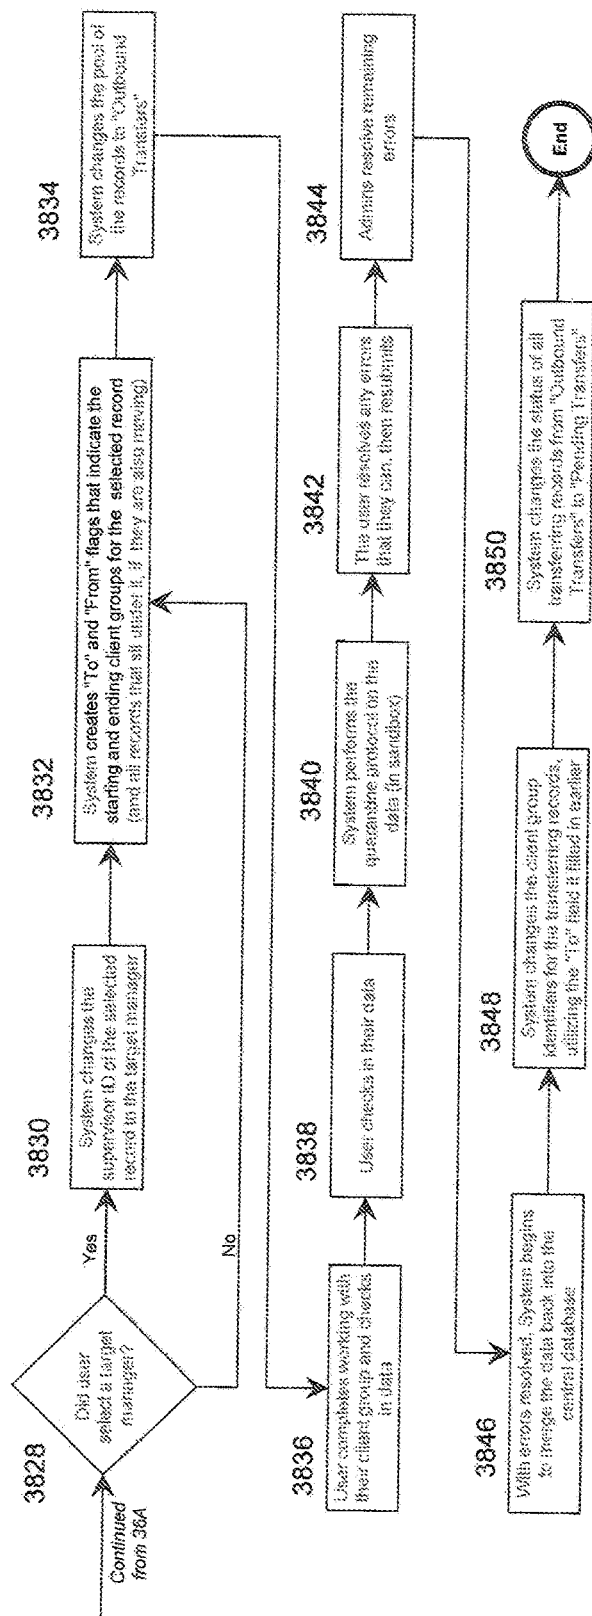 Continued
from 38A
3828
Did user
select a target
manager?
Yes
No
3830
System changes the
supervisor ID of the selected
record to the target manager
3832
System creates "To" and "From" flags that indicate the
starting and ending client groups for the selected record
(and all records that sit under it, if they are also moving)
3834
System changes the pool of
the records to "Outbound
Transfers"
3836
User completes working with
their client group and checks
in data
3838
User checks in their data
3840
System performs the
quarantine protocol on the
data (in sandbox)
3842
The user resolves any errors
that they can, then resubmits
3844
Admins resolve remaining
errors
3846
With errors resolved, System begins
to merge the data back into the
central database
3848
System changes the client group
identifiers for the transferring records,
utilizing the "To" field it filled in earlier
3850
System changes the status of all
transferring records from "Outbound
Transfers" to "Pending Transfers"
End